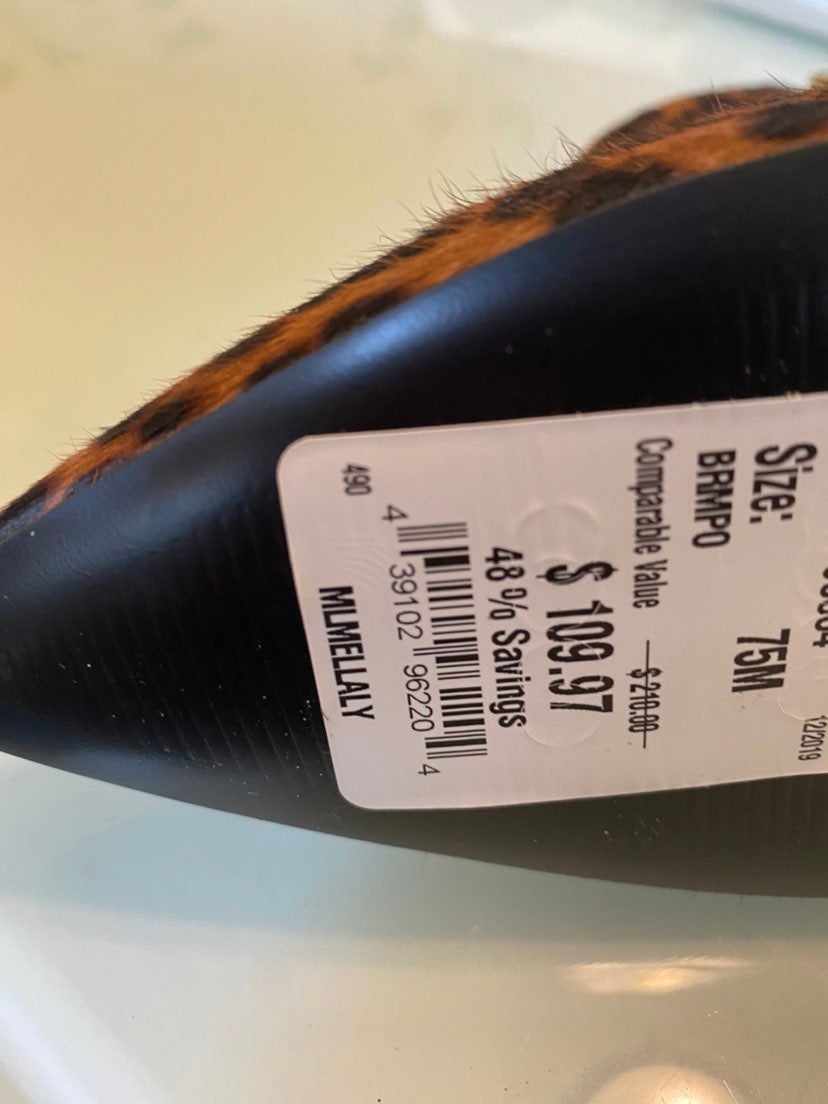 12/2019
Size: 75M
BRMPO
Comparable Value $210.00
$ 109.97
48% Savings
4 39102 96220 4
490 MLMELLALY